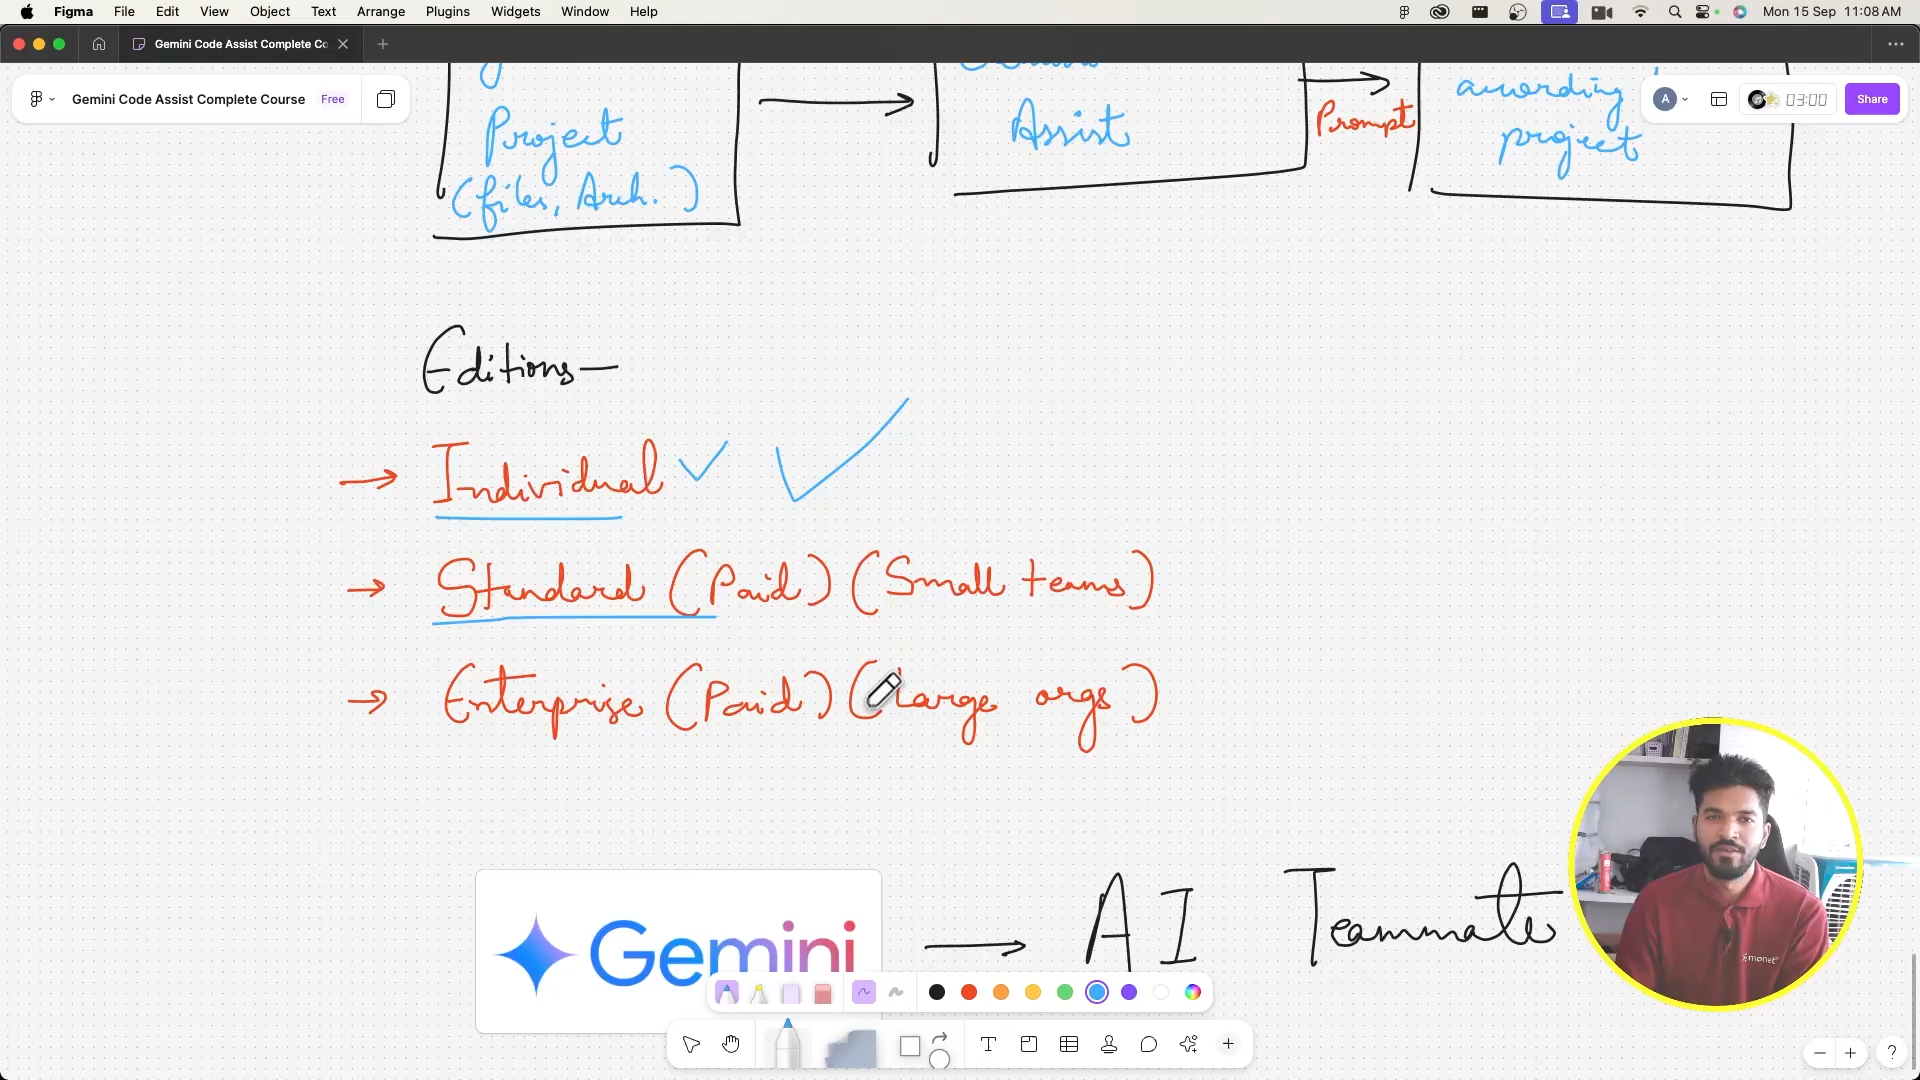 Figma File Edit View Object Text Arrange Plugins Widgets Window Help Mon 15 Sep 11:08 AM
Gemini Code Assist Complete Co
Gemini Code Assist Complete Course Free
A 03:00 Share
Project
(files, Arch.)
Assist
Prompt
according
project
Editions—
→ Individual ✓ ✓
→ Standard (Paid) (Small teams)
→ Enterprise (Paid) (Large orgs)
Gemini → AI Teammate
monet